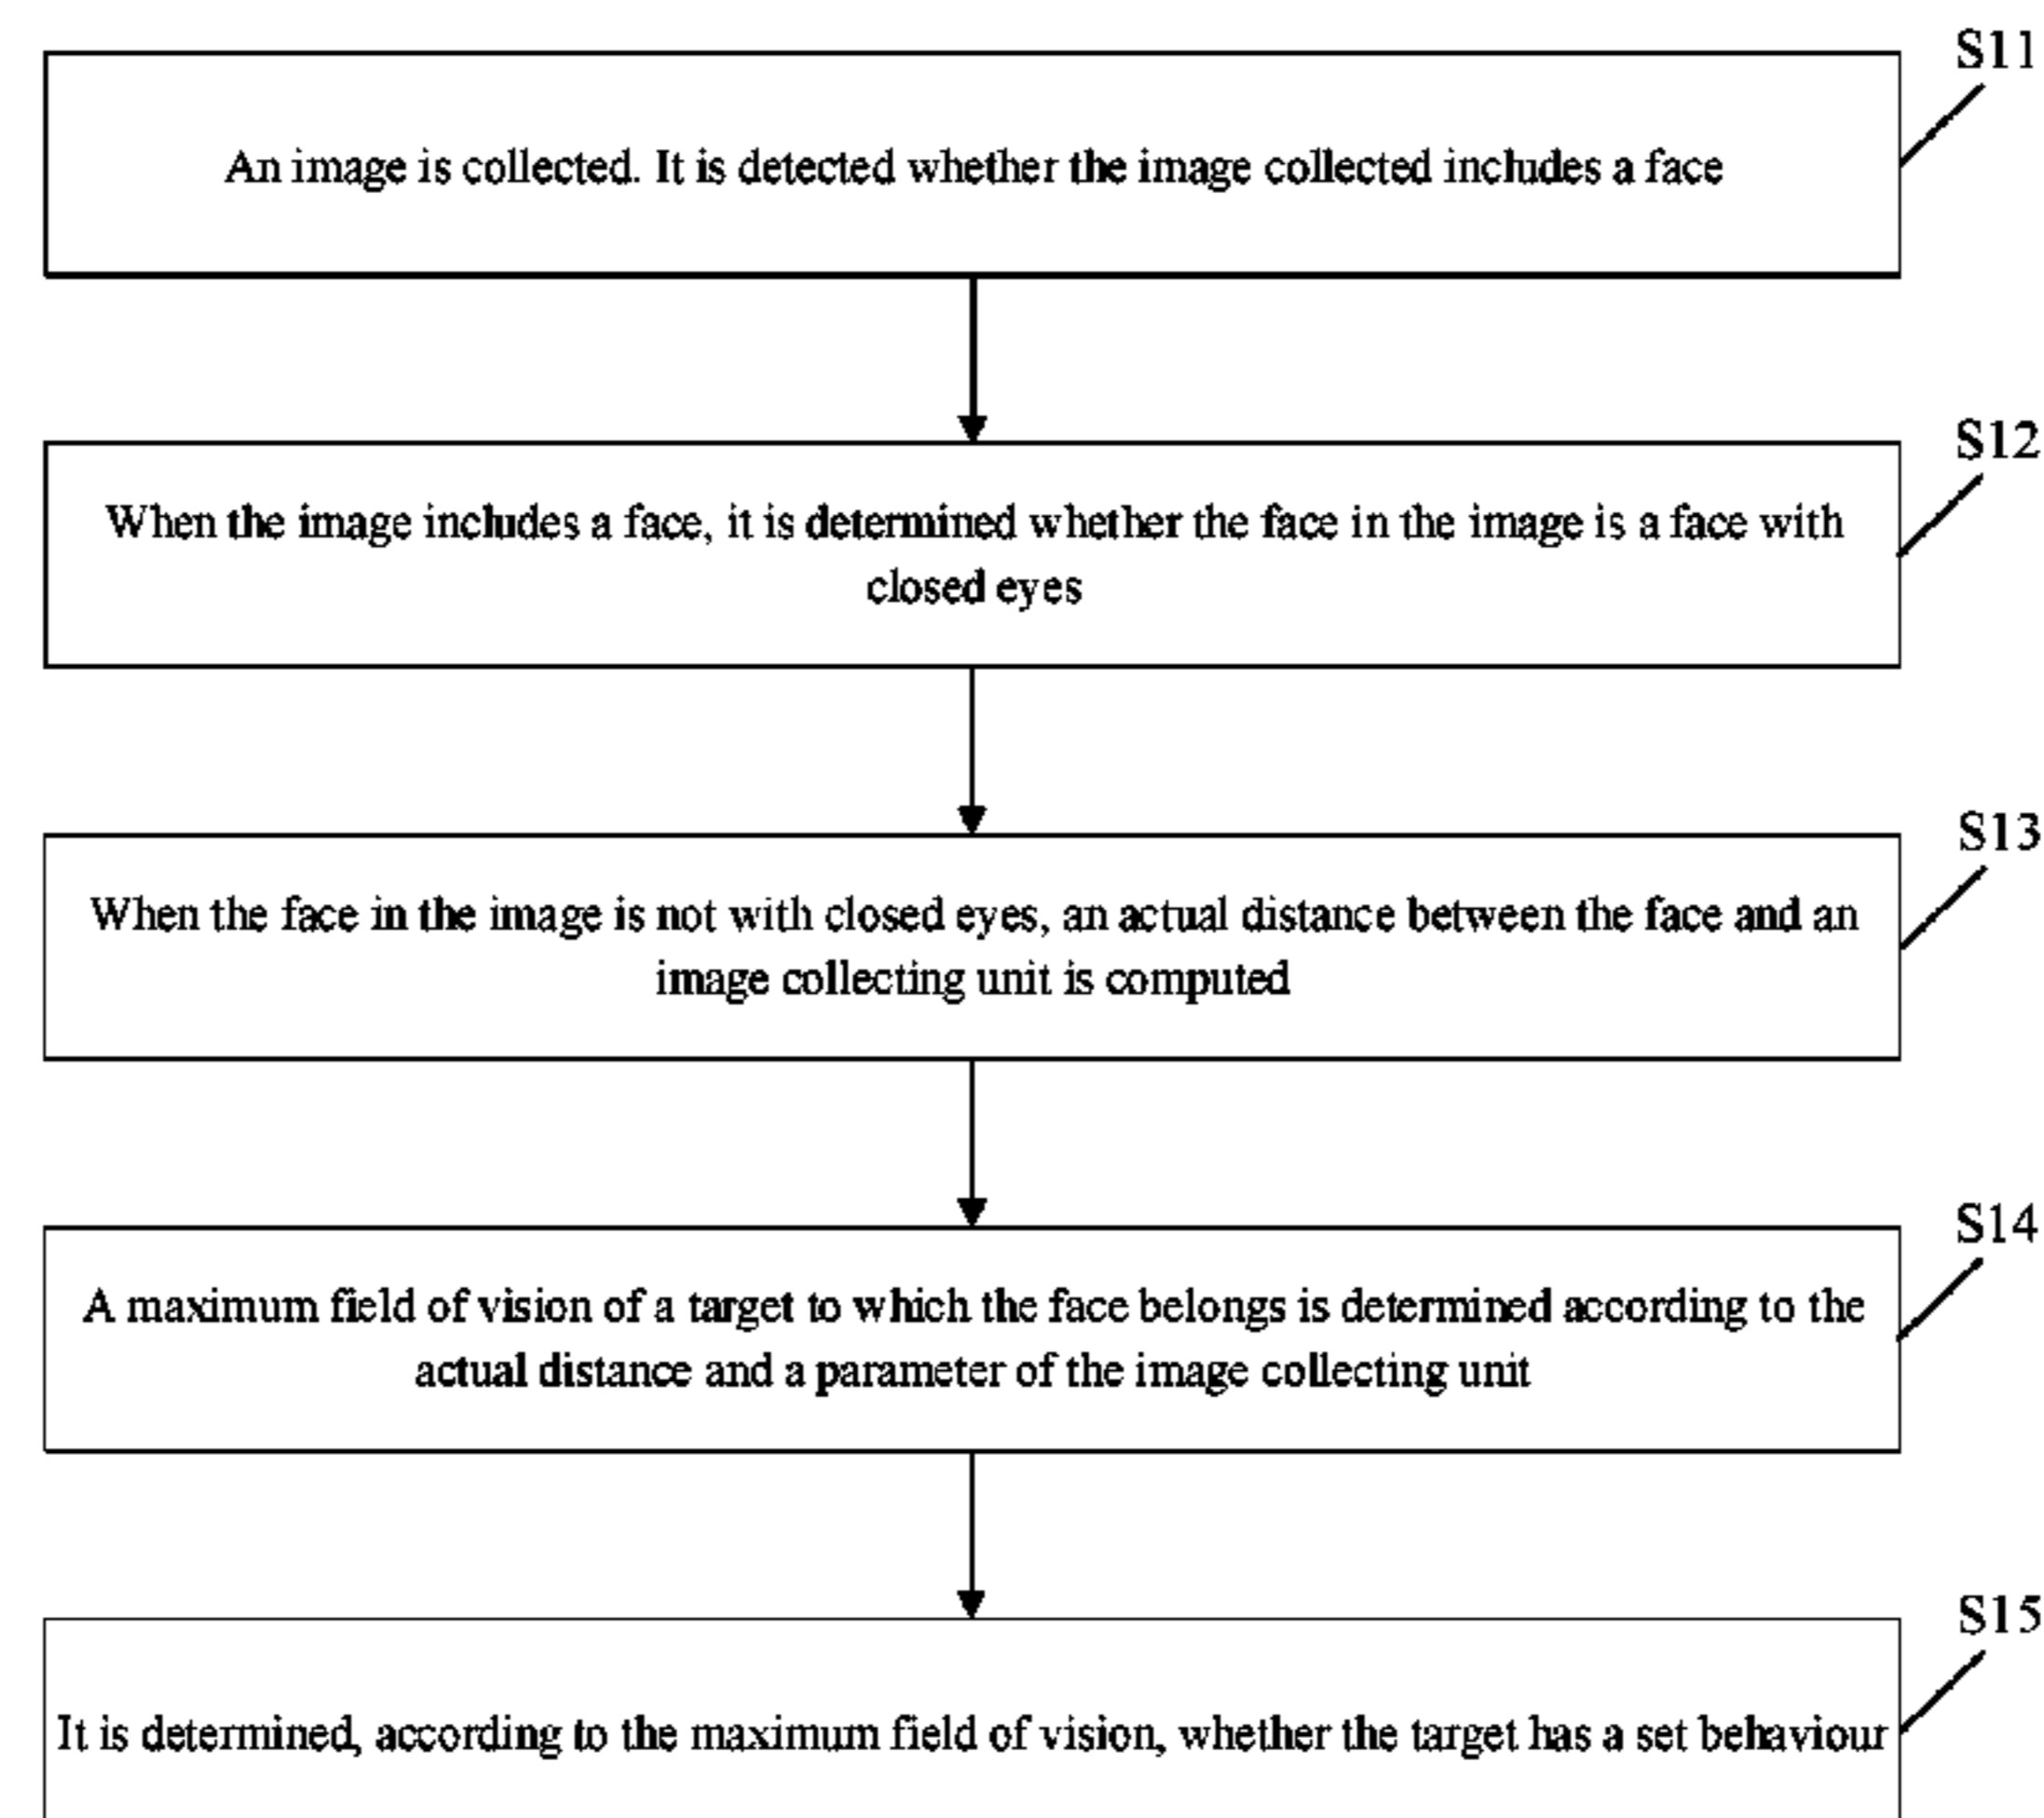 S11
An image is collected. It is detected whether the image collected includes a face
S12
When the image includes a face, it is determined whether the face in the image is a face with
closed eyes
S13
When the face in the image is not with closed eyes, an actual distance between the face and an
image collecting unit is computed
S14
A maximum field of vision of a target to which the face belongs is determined according to the
actual distance and a parameter of the image collecting unit
S15
It is determined, according to the maximum field of vision, whether the target has a set behaviour